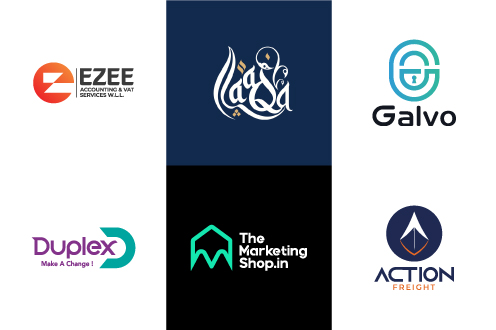 EZEE
ACCOUNTING & VAT
SERVICES W.L.L.
Galvo
Duplex
Make A Change !
The
Marketing
Shop.in
ACTION
FREIGHT